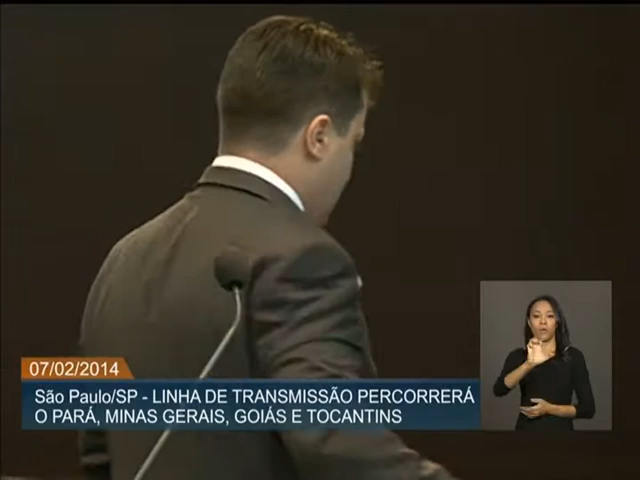 07/02/2014
São Paulo/SP - LINHA DE TRANSMISSÃO PERCORRERÁ
O PARÁ, MINAS GERAIS, GOIÁS E TOCANTINS